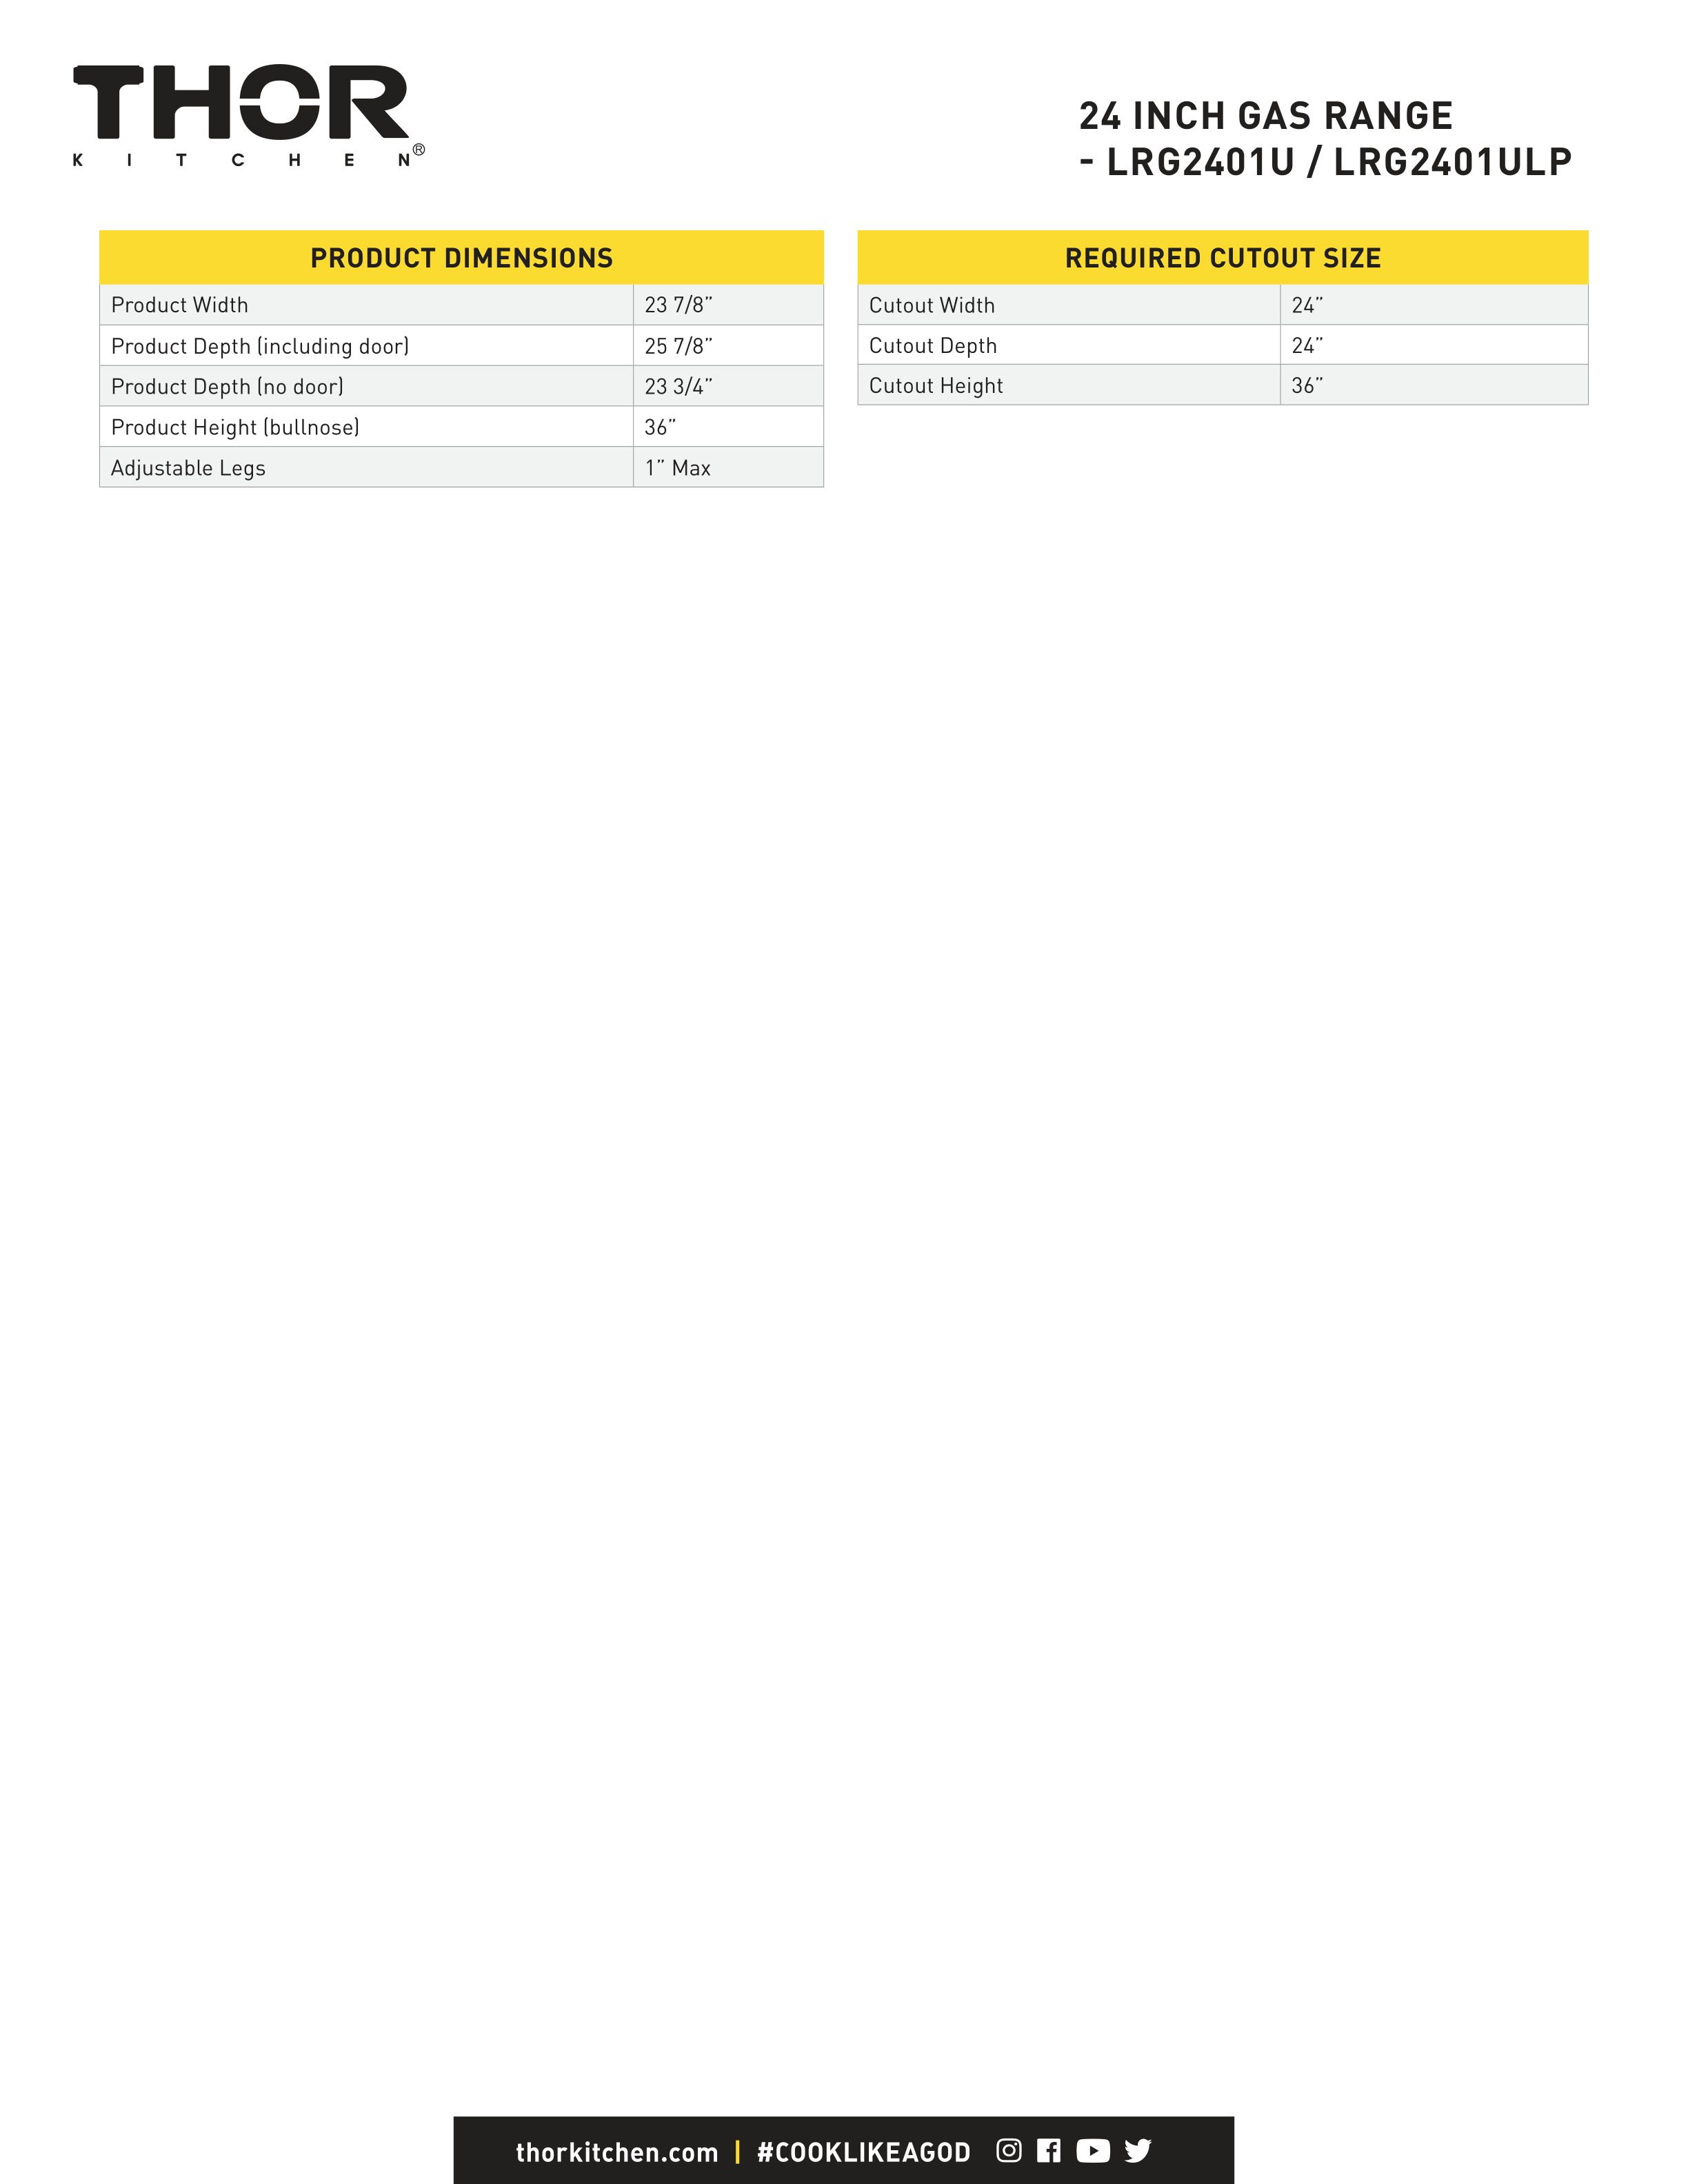 THOR
KITCHEN®
24 INCH GAS RANGE
- LRG2401U / LRG2401ULP
PRODUCT DIMENSIONS
Product Width 23 7/8”
Product Depth (including door) 25 7/8”
Product Depth (no door) 23 3/4”
Product Height (bullnose) 36”
Adjustable Legs 1” Max
REQUIRED CUTOUT SIZE
Cutout Width 24”
Cutout Depth 24”
Cutout Height 36”
thorkitchen.com | #COOKLIKEAGOD